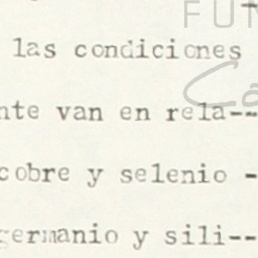 FUN
las condiciones
nte van en rela--
cobre y selenio -
germanio y sili--